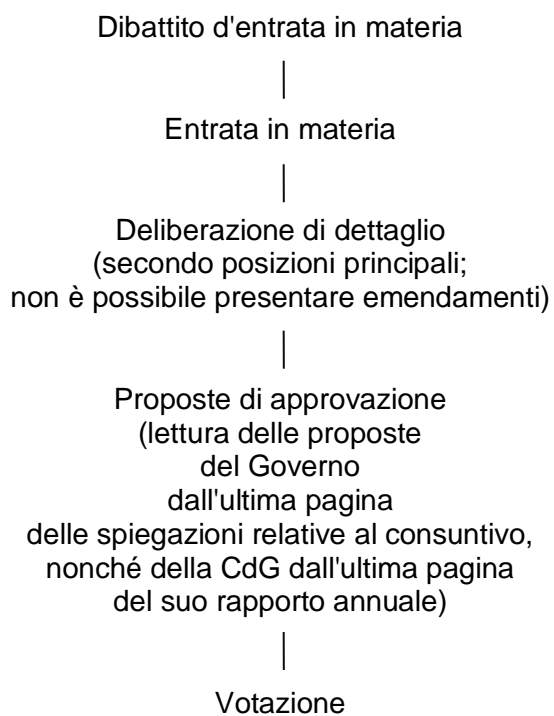 Dibattito d'entrata in materia
Entrata in materia
Deliberazione di dettaglio
(secondo posizioni principali;
non è possibile presentare emendamenti)
Proposte di approvazione
(lettura delle proposte
del Governo
dall'ultima pagina
delle spiegazioni relative al consuntivo,
nonché della CdG dall'ultima pagina
del suo rapporto annuale)
Votazione